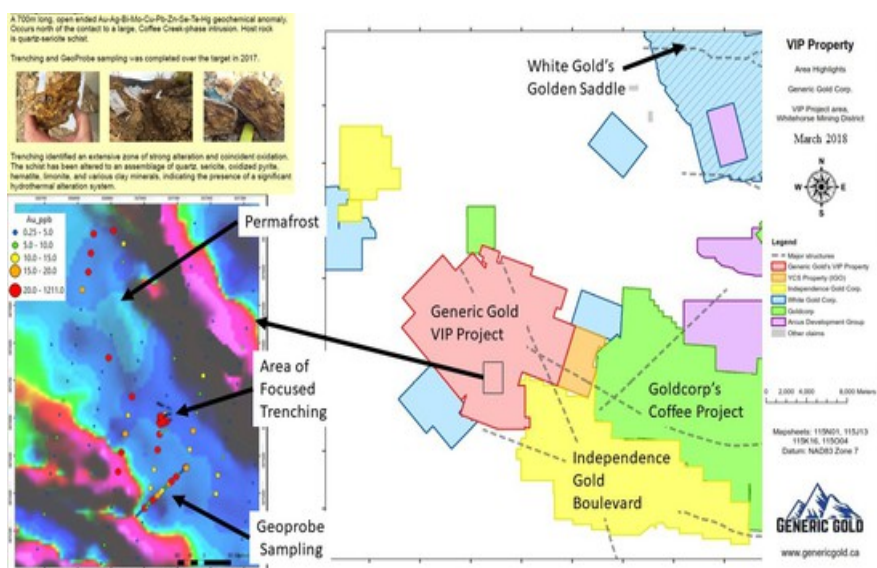 A 700m long, open ended Au-Ag-Bi-Mo-Cu-Pb-Zn-Se-Te-Hg geochemical anomaly.
Occurs north of the contact to a large, Coffee Creek-phase intrusion. Host rock
is quartz-sericite schist.
Trenching and GeoProbe sampling was completed over the target in 2017.
Trenching identified an extensive zone of strong alteration and coincident oxidation.
The schist has been altered to an assemblage of quartz, sericite, oxidized pyrite,
hematite, limonite, and various clay minerals, indicating the presence of a significant
hydrothermal alteration system.
Au_ppb
0.25 - 5.0
5.0 - 10.0
10.0 - 15.0
15.0 - 20.0
20.0 - 1211.0
Permafrost
Area of
Focused
Trenching
Geoprobe
Sampling
White Gold's
Golden Saddle
Generic Gold
VIP Project
Goldcorp's
Coffee Project
Independence
Gold
Boulevard
VIP Property
Area Highlights
Generic Gold Corp.
VIP Project area,
Whitehorse Mining District
March 2018
N
W E
S
Legend
Major structures
Generic Gold's VIP Property
YCS Property (IGO)
Independence Gold Corp.
White Gold Corp.
Goldcorp
Arcus Development Group
Other claims
0 2,000 4,000 8,000 Meters
Mapsheets: 115N01, 115J13
115K16, 115O04
Datum: NAD83 Zone 7
GENERIC GOLD
www.genericgold.ca